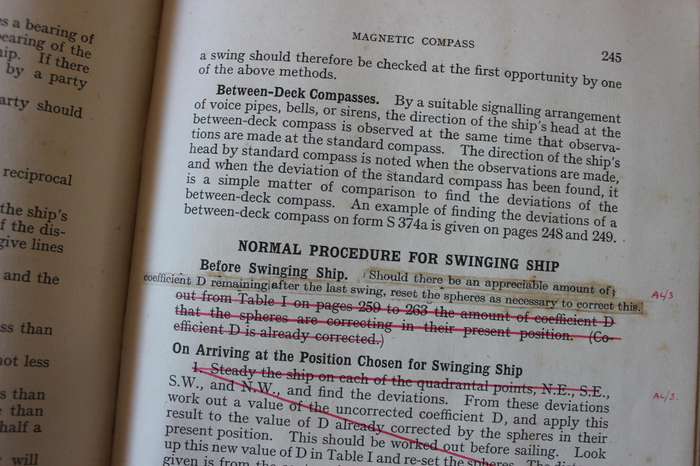 s a bearing of
bearing of the
ip. If there
by a party
arty should
reciprocal
the ship's
f the dis-
give lines
and the
ss than
not less
s than
than
half a
will
MAGNETIC COMPASS
245
a swing should therefore be checked at the first opportunity by one
of the above methods.
Between-Deck Compasses. By a suitable signalling arrangement
of voice pipes, bells, or sirens, the direction of the ship's head at the
between-deck compass is observed at the same time that observa-
tions are made at the standard compass. The direction of the ship's
head by standard compass is noted when the observations are made,
and when the deviation of the standard compass has been found, it
is a simple matter of comparison to find the deviations of the
between-deck compass. An example of finding the deviations of a
between-deck compass on form S 374a is given on pages 248 and 249.
NORMAL PROCEDURE FOR SWINGING SHIP
Before Swinging Ship. Should there be an appreciable amount of
coefficient D remaining after the last swing, reset the spheres as necessary to correct this.
AL/3
out from Table I on pages 259 to 263 the amount of coefficient D
that the spheres are correcting in their present position. (Co-
efficient D is already corrected.)
On Arriving at the Position Chosen for Swinging Ship
1. Steady the ship on each of the quadrantal points, N.E., S.E.,
AL/3.
S.W., and N.W., and find the deviations. From these deviations
work out a value of the uncorrected coefficient D, and apply this
result to the value of D already corrected by the spheres in their
present position. This should be worked out before sailing. Look
up this new value of D in Table I and re-set the spheres. The
given is from the